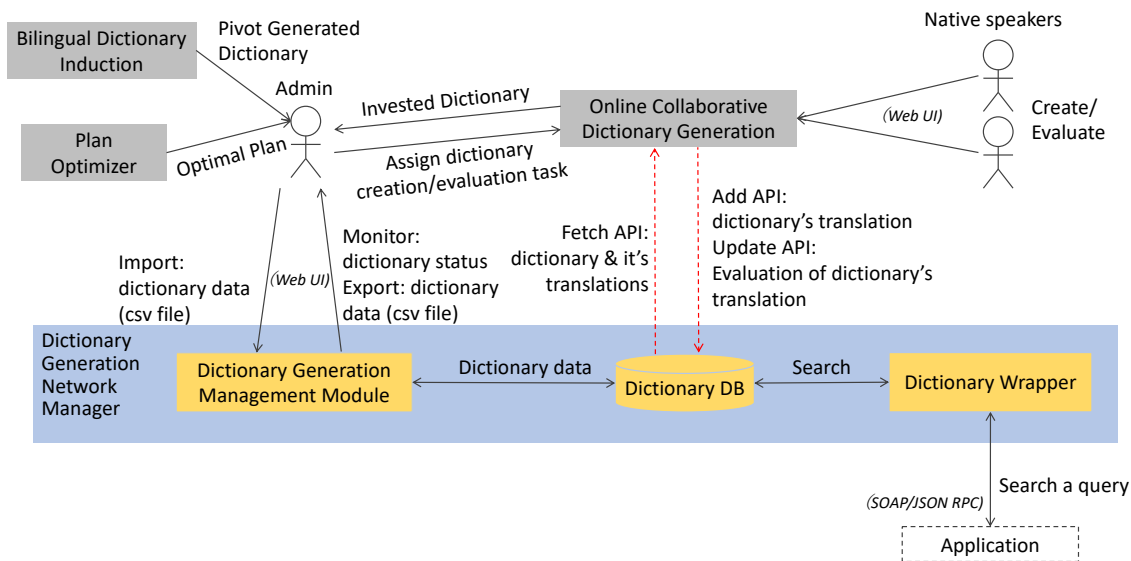 Native speakers
Bilingual Dictionary
Induction
Pivot Generated
Dictionary
Admin
Invested Dictionary
Online Collaborative
Dictionary Generation
(Web UI)
Create/
Evaluate
Plan
Optimizer
Optimal Plan
Assign dictionary
creation/evaluation task
Import:
dictionary data
(csv file)
(Web UI)
Monitor:
dictionary status
Export: dictionary
data (csv file)
Fetch API:
dictionary & it's
translations
Add API:
dictionary's translation
Update API:
Evaluation of dictionary's
translation
Dictionary
Generation
Network
Manager
Dictionary Generation
Management Module
Dictionary data
Dictionary DB
Search
Dictionary Wrapper
(SOAP/JSON RPC)
Search a query
Application